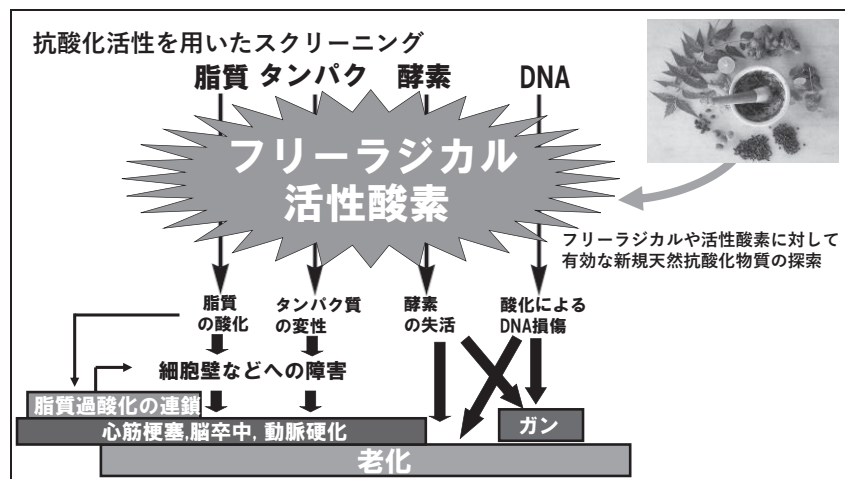 抗酸化活性を用いたスクリーニング
脂質 タンパク 酵素 DNA
フリーラジカル
活性酸素
フリーラジカルや活性酸素に対して
有効な新規天然抗酸化物質の探索
脂質
の酸化
タンパク質
の変性
酵素
の失活
酸化による
DNA損傷
細胞壁などへの障害
脂質過酸化の連鎖
心筋梗塞,脳卒中, 動脈硬化
ガン
老化